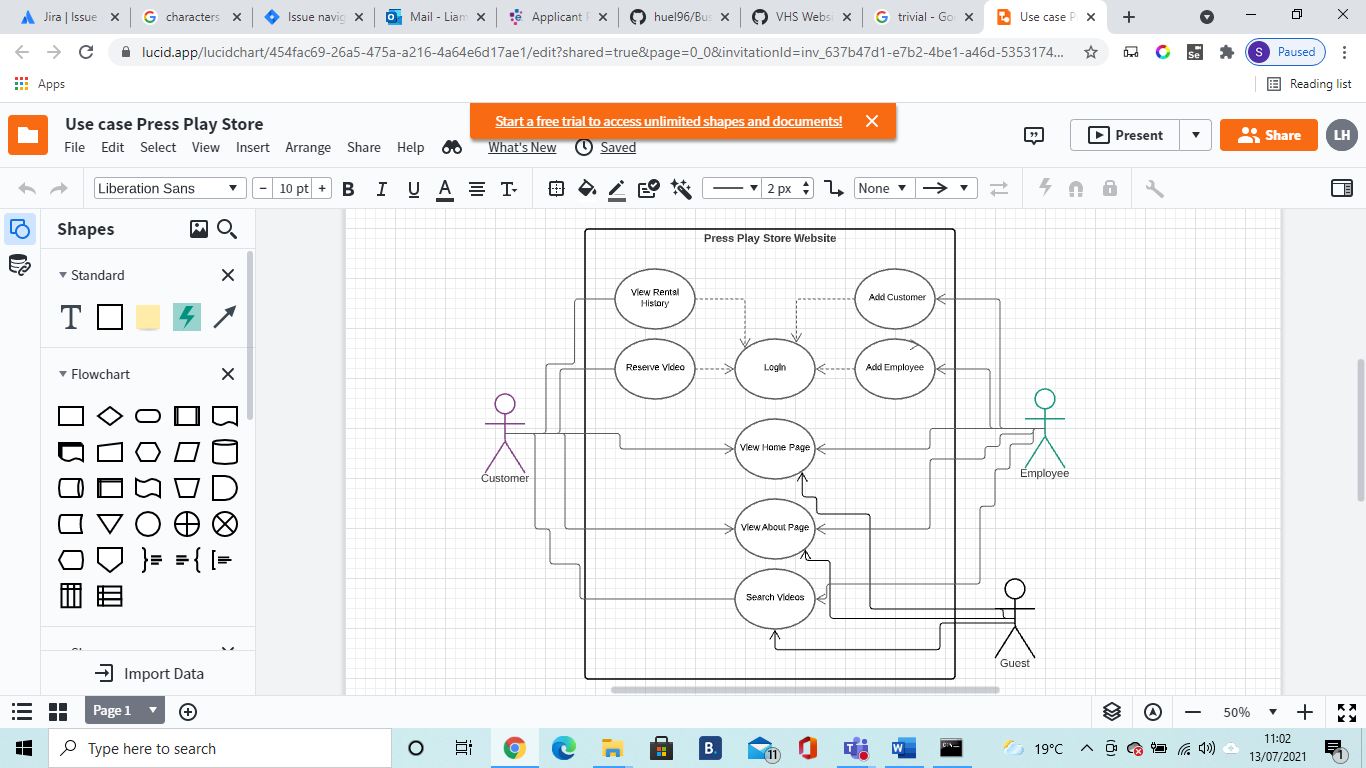 Jira | Issue
characters
Issue navig
Mail - Liam
Applicant P
huel96/Bus
VHS Websi
trivial - Goo
Use case P
lucid.app/lucidchart/454fac69-26a5-475a-a216-4a64e6d17ae1/edit?shared=true&page=0_0&invitationId=inv_637b47d1-e7b2-4be1-a46d-5353174...
Se
S
Paused
Apps
Reading list
Use case Press Play Store
Start a free trial to access unlimited shapes and documents!
File Edit Select View Insert Arrange Share Help
What's New
Saved
Present
Share
LH
Liberation Sans
10 pt
B I U A T
2 px
None
Shapes
Standard
T
Flowchart
Import Data
Press Play Store Website
View Rental
History
Add Customer
Reserve Video
LogIn
Add Employee
View Home Page
Customer
Employee
View About Page
Search Videos
Guest
Page 1
50%
Type here to search
B.
11
19°C
11:02
13/07/2021
1